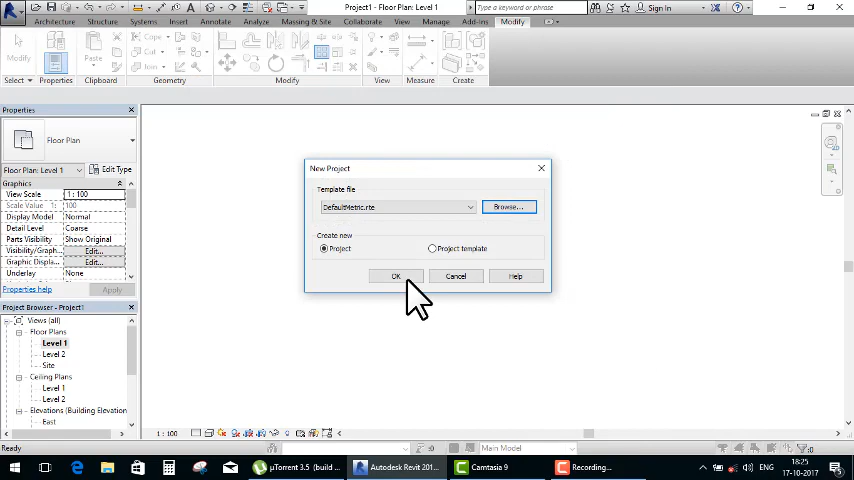 Project1 - Floor Plan: Level 1
Type a keyword or phrase
Sign In
Architecture Structure Systems Insert Annotate Analyze Massing & Site Collaborate View Manage Add-Ins Modify
Modify Paste Cope Cut Join
Select Properties Clipboard Geometry Modify View Measure Create
Properties
Floor Plan
Floor Plan: Level 1 Edit Type
Graphics
View Scale 1 : 100
Scale Value 1: 100
Display Model Normal
Detail Level Coarse
Parts Visibility Show Original
Visibility/Graph... Edit...
Graphic Displa... Edit...
Underlay None
Properties help Apply
Project Browser - Project1
Views (all)
Floor Plans
Level 1
Level 2
Site
Ceiling Plans
Level 1
Level 2
Elevations (Building Elevation
East
New Project
Template file
DefaultMetric.rte Browse...
Create new
Project Project template
OK Cancel Help
1 : 100
Ready :0 Main Model :0
µTorrent 3.5 (build ... Autodesk Revit 201... Camtasia 9 Recording...
ENG 18:25
17-10-2017